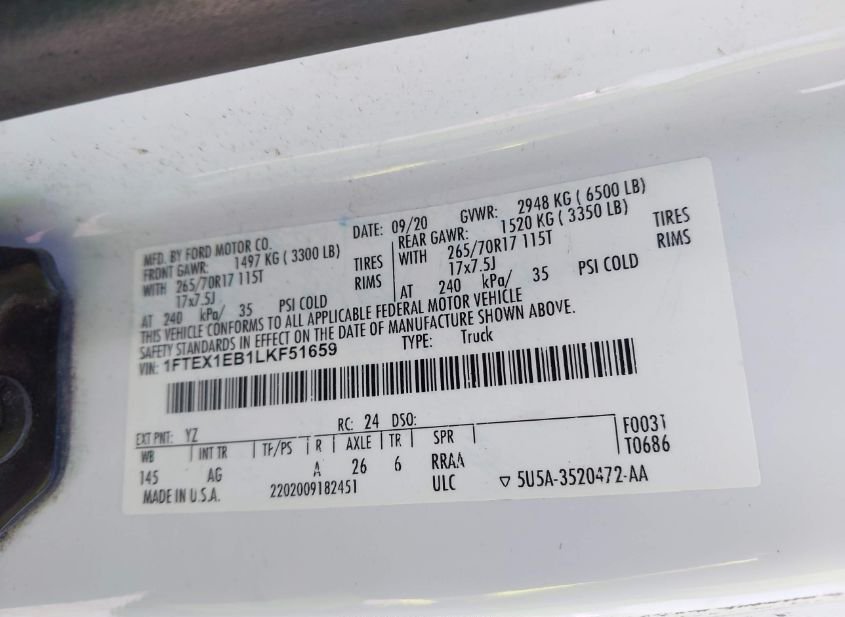 MFD. BY FORD MOTOR CO. DATE: 09/20 GVWR: 2948 KG ( 6500 LB)
FRONT GAWR: 1497 KG ( 3300 LB) REAR GAWR: 1520 KG ( 3350 LB)
WITH 265/70R17 115T TIRES WITH 265/70R17 115T TIRES
17x7.5J RIMS 17x7.5J RIMS
AT 240 kPa/ 35 PSI COLD AT 240 kPa/ 35 PSI COLD
THIS VEHICLE CONFORMS TO ALL APPLICABLE FEDERAL MOTOR VEHICLE
SAFETY STANDARDS IN EFFECT ON THE DATE OF MANUFACTURE SHOWN ABOVE.
VIN: 1FTEX1EB1LKF51659 TYPE: Truck
EXT PNT: YZ RC: 24 DSO: F0031
WB INT TR TP/PS R AXLE TR SPR T0686
145 AG A 26 6 RRAA
MADE IN U.S.A. 2202009182451 ULC ▽ 5U5A-3520472-AA